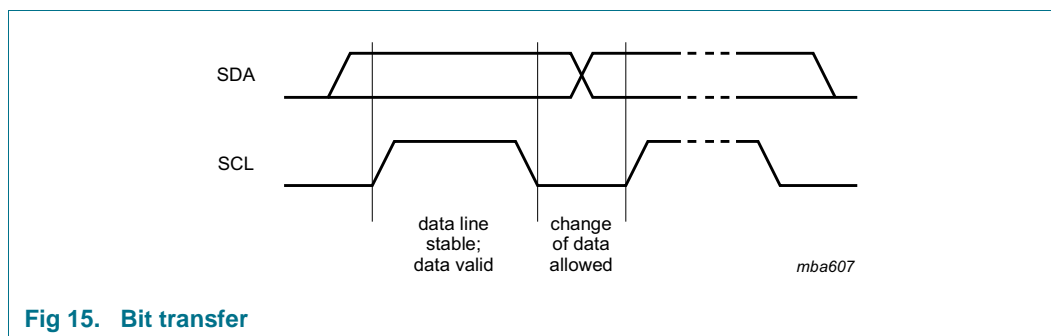 SDA
SCL
data line
stable;
data valid
change
of data
allowed
mba607
Fig 15. Bit transfer